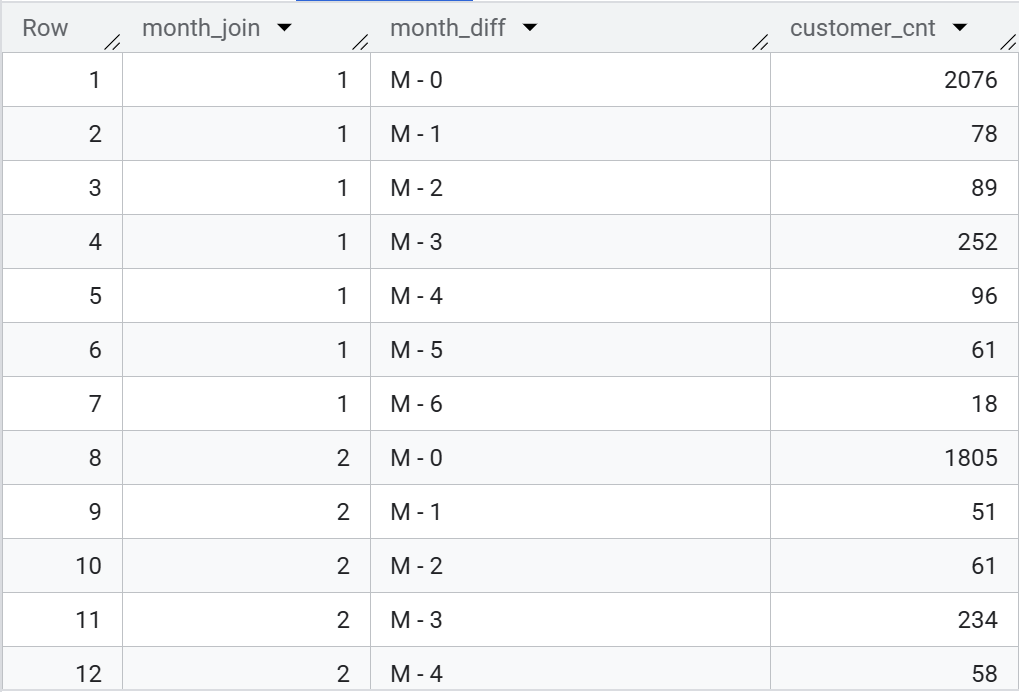 Row month_join month_diff customer_cnt
1 1 M - 0 2076
2 1 M - 1 78
3 1 M - 2 89
4 1 M - 3 252
5 1 M - 4 96
6 1 M - 5 61
7 1 M - 6 18
8 2 M - 0 1805
9 2 M - 1 51
10 2 M - 2 61
11 2 M - 3 234
12 2 M - 4 58